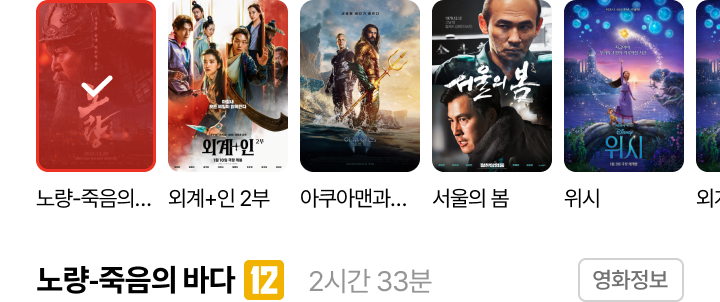 외계+인 2부
Disney
위시
서울의 봄
노량-죽음의...
외계+인 2부
아쿠아맨과...
서울의 봄
위시
노량-죽음의 바다 12 2시간 33분 영화정보